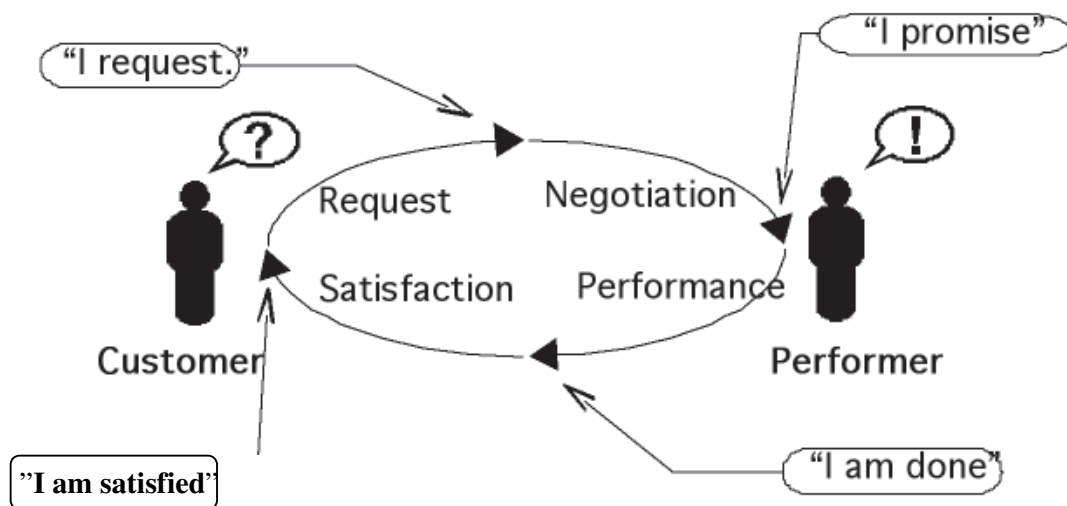 “I request.”
“I promise”
?
!
Request
Negotiation
Satisfaction
Performance
Customer
Performer
”I am satisfied”
“I am done”